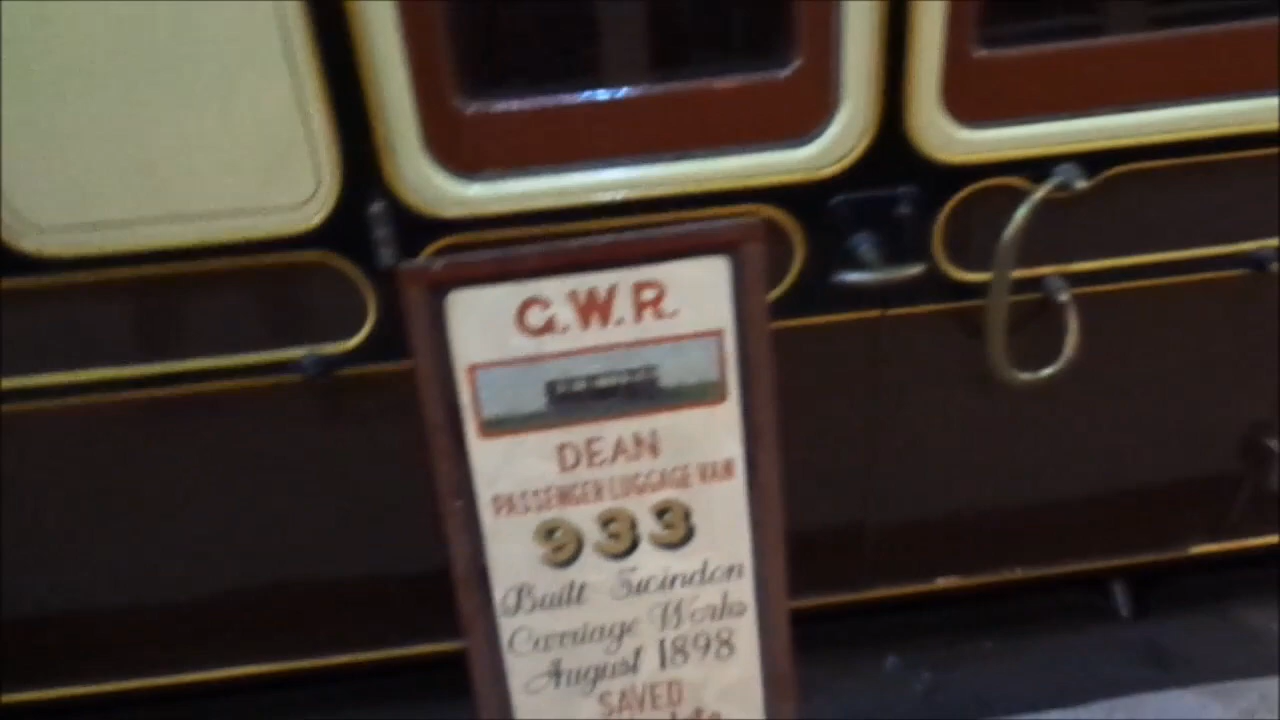 G.W.R.
DEAN
PASSENGER LUGGAGE VAN
933
Built Swindon
Carriage Works
August 1898
SAVED